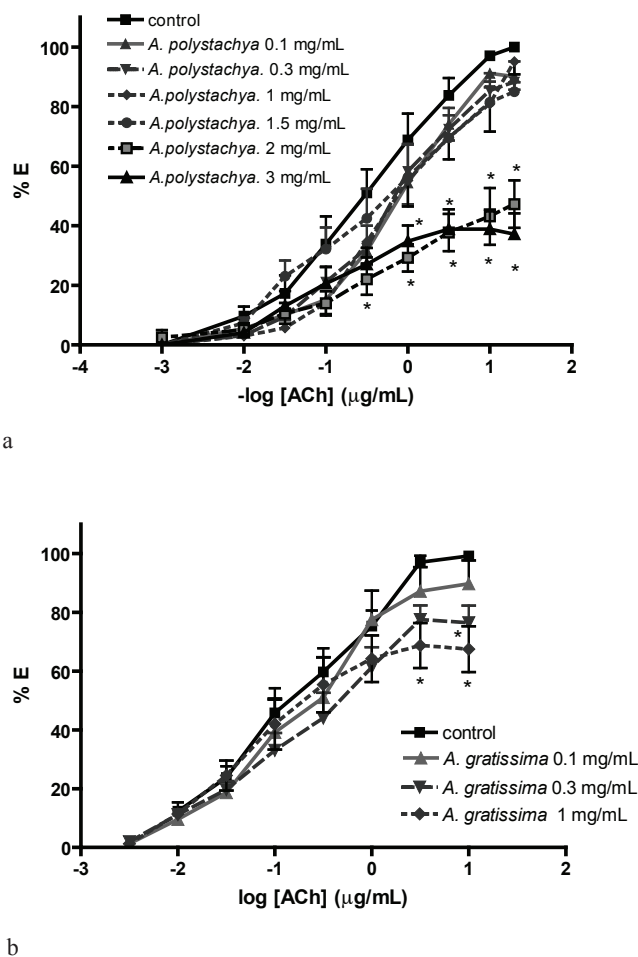 control
A. polystachya 0.1 mg/mL
A. polystachya. 0.3 mg/mL
A.polystachya. 1 mg/mL
A.polystachya. 1.5 mg/mL
A.polystachya. 2 mg/mL
A.polystachya. 3 mg/mL
100
80
60
40
20
0
% E
* * * * * * * * * *
-4 -3 -2 -1 0 1 2
-log [ACh] (μg/mL)
a
100
80
60
40
20
0
% E
* * *
control
A. gratissima 0.1 mg/mL
A. gratissima 0.3 mg/mL
A. gratissima 1 mg/mL
-3 -2 -1 0 1 2
log [ACh] (μg/mL)
b